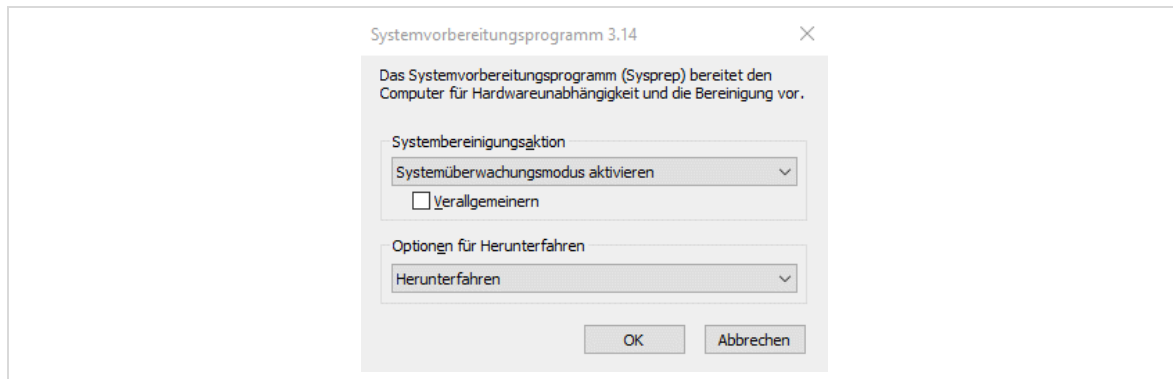 Systemvorbereitungsprogramm 3.14
Das Systemvorbereitungsprogramm (Sysprep) bereitet den
Computer für Hardwareunabhängigkeit und die Bereinigung vor.
Systembereinigungsaktion
Systemüberwachungsmodus aktivieren
Verallgemeinern
Optionen für Herunterfahren
Herunterfahren
OK Abbrechen